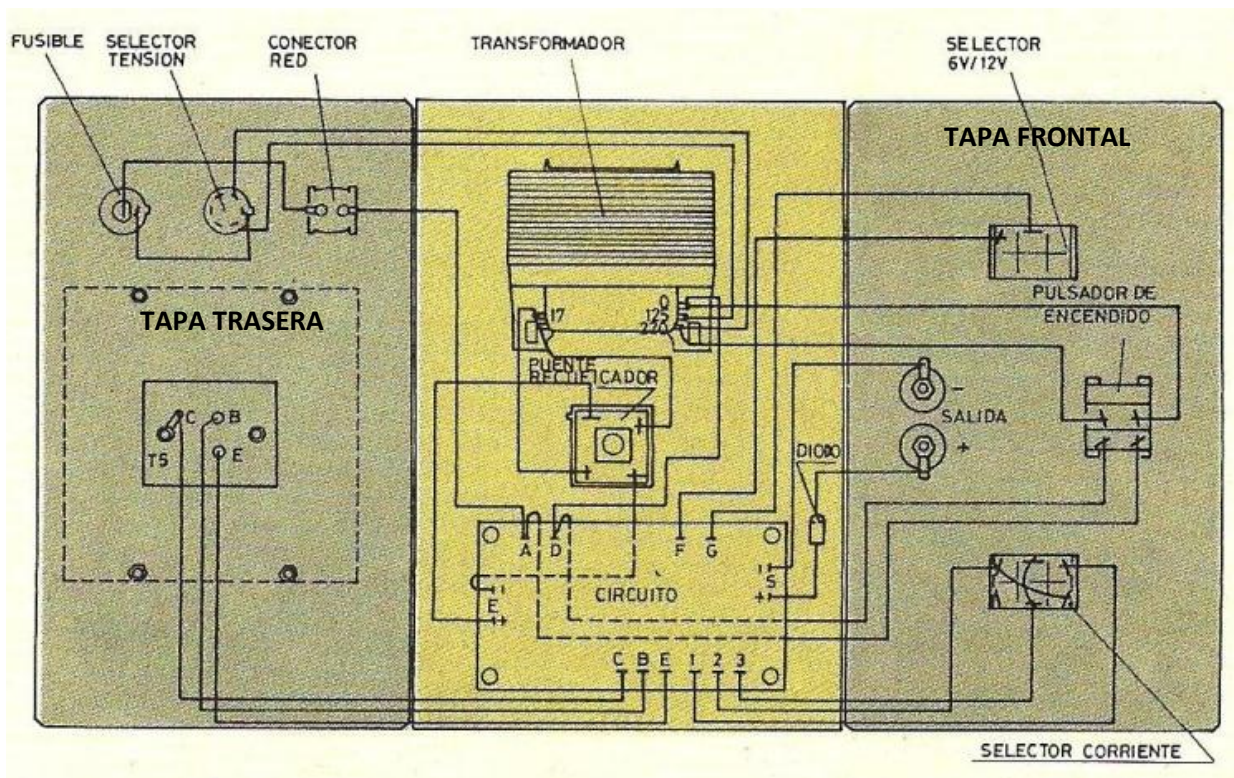 FUSIBLE
SELECTOR
TENSION
CONECTOR
RED
TRANSFORMADOR
SELECTOR
6V/12V
TAPA FRONTAL
TAPA TRASERA
17
0
125
220
PULSADOR DE
ENCENDIDO
PUENTE
RECTIFICADOR
-
SALIDA
+
DIODO
C
B
E
T5
A
D
F
G
E
CIRCUITO
S
+
C B E 1 2 3
SELECTOR CORRIENTE